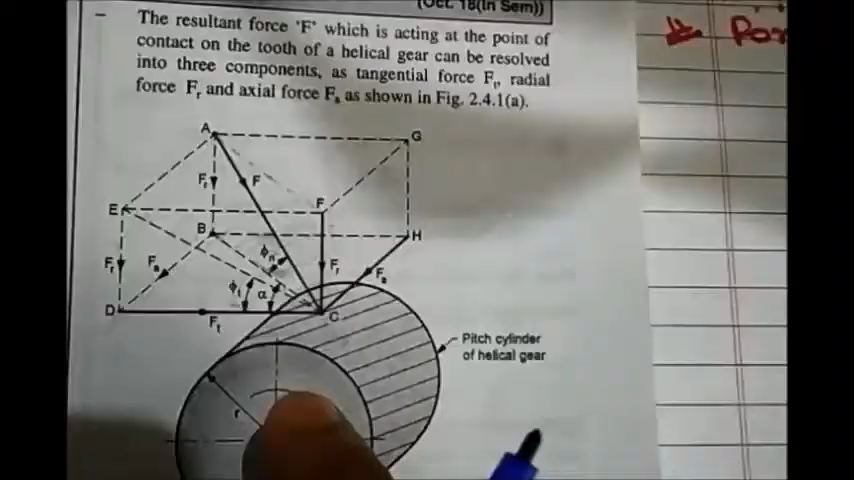 (Oct. 18(In Sem))
The resultant force 'F' which is acting at the point of
contact on the tooth of a helical gear can be resolved
into three components, as tangential force Ft, radial
force Fr and axial force Fa as shown in Fig. 2.4.1(a).
A
G
Fr
F
E
F
B
H
ϕn
Fr
Fa
Fr
Fa
ϕt
α
D
Ft
C
Pitch cylinder
of helical gear
r